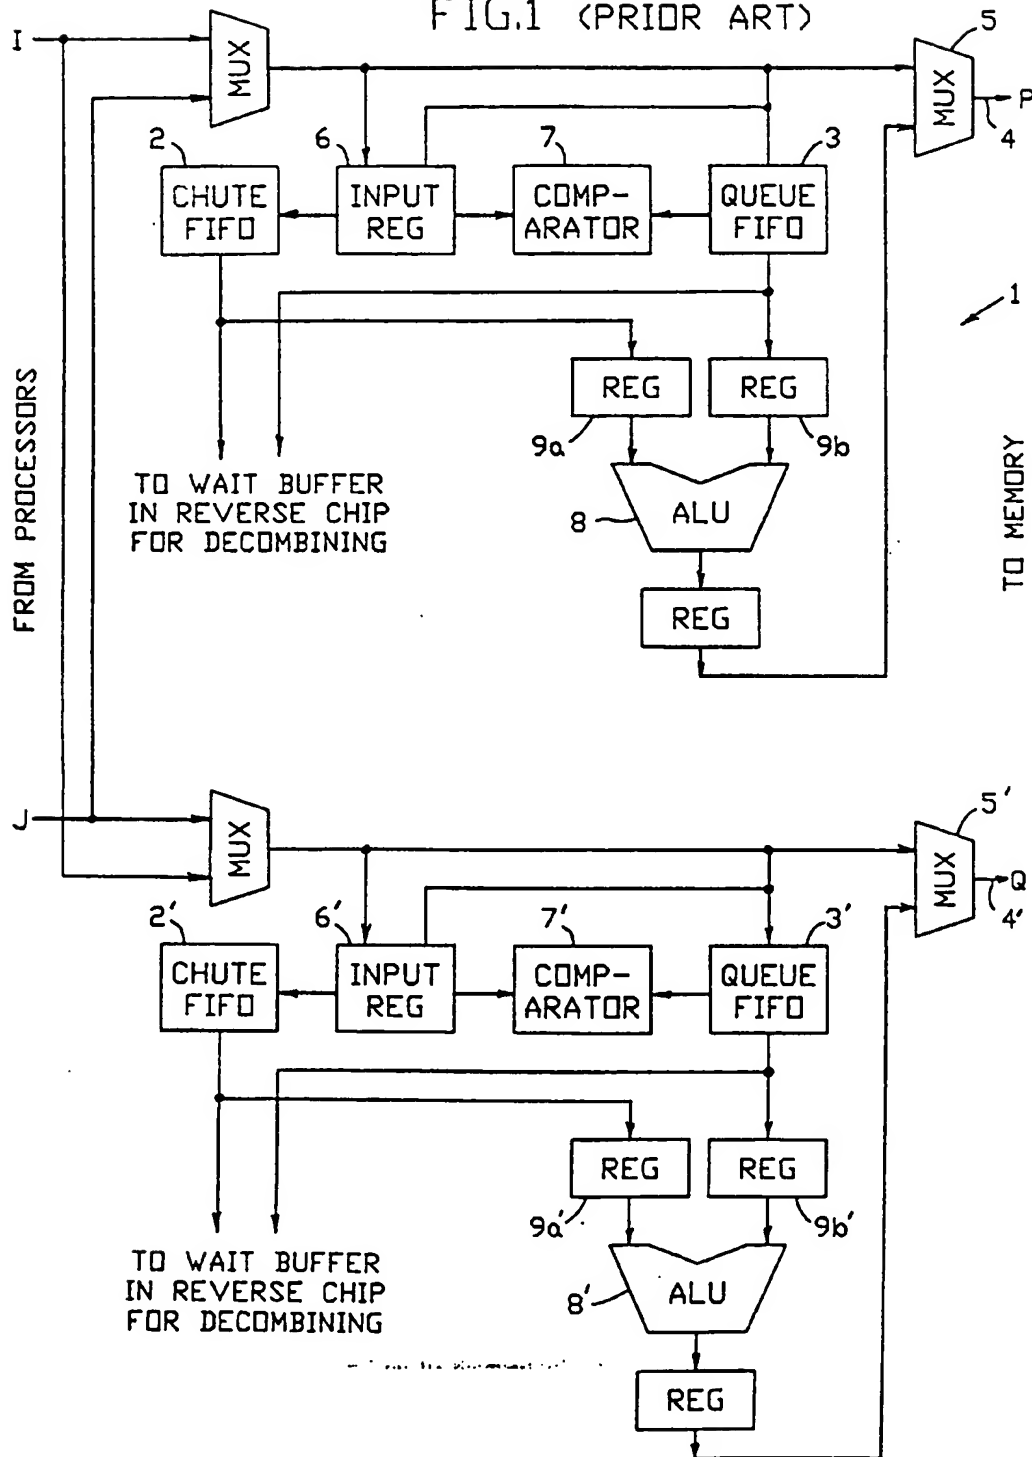 FIG.1 (PRIOR ART)
I
MUX
5
MUX
P
4
2
6
7
3
CHUTE
FIFO
INPUT
REG
COMP-
ARATOR
QUEUE
FIFO
1
REG
REG
9a
9b
FROM PROCESSORS
TO WAIT BUFFER
IN REVERSE CHIP
FOR DECOMBINING
8
ALU
TO MEMORY
REG
J
MUX
5'
MUX
Q
4'
2'
6'
7'
3'
CHUTE
FIFO
INPUT
REG
COMP-
ARATOR
QUEUE
FIFO
REG
REG
9a'
9b'
TO WAIT BUFFER
IN REVERSE CHIP
FOR DECOMBINING
8'
ALU
REG